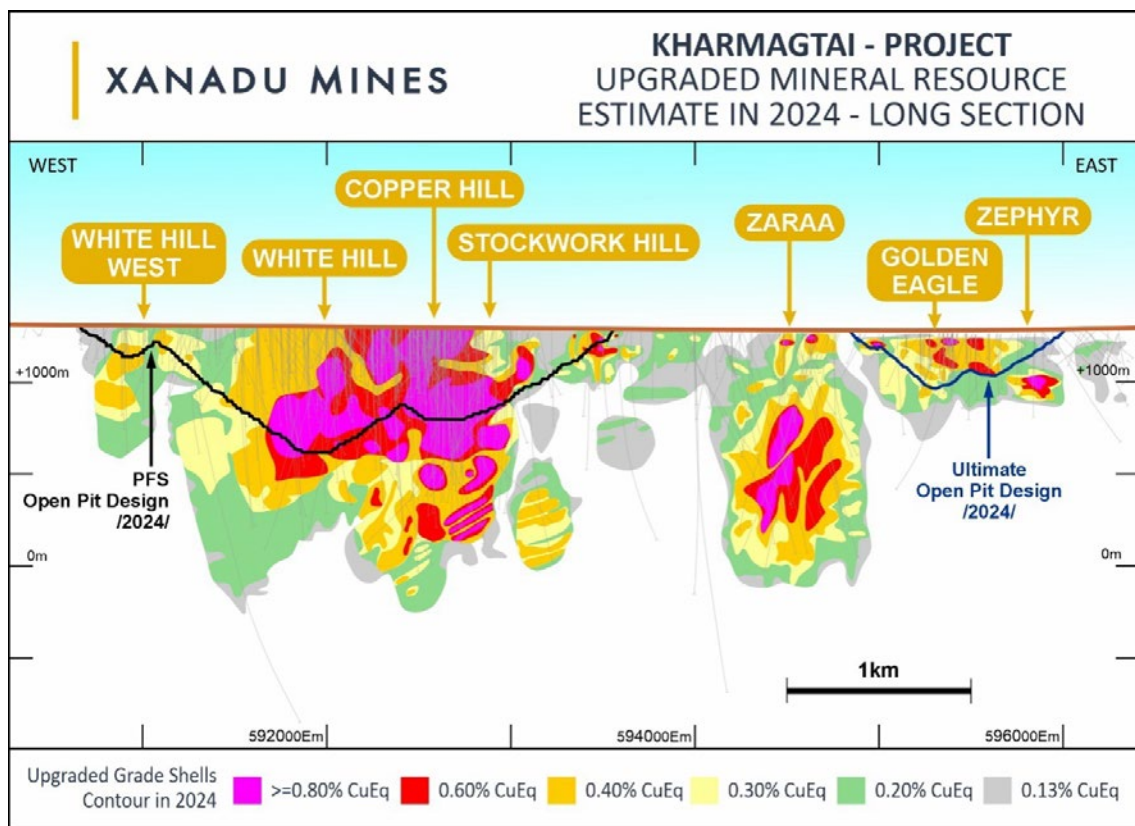 XANADU MINES
KHARMAGTAI - PROJECT
UPGRADED MINERAL RESOURCE
ESTIMATE IN 2024 - LONG SECTION
WEST
EAST
WHITE HILL
WEST
WHITE HILL
COPPER HILL
STOCKWORK HILL
ZARAA
GOLDEN
EAGLE
ZEPHYR
+1000m
+1000m
PFS
Open Pit Design
/2024/
Ultimate
Open Pit Design
/2024/
0m
0m
1km
592000Em
594000Em
596000Em
Upgraded Grade Shells
Contour in 2024
>=0.80% CuEq
0.60% CuEq
0.40% CuEq
0.30% CuEq
0.20% CuEq
0.13% CuEq